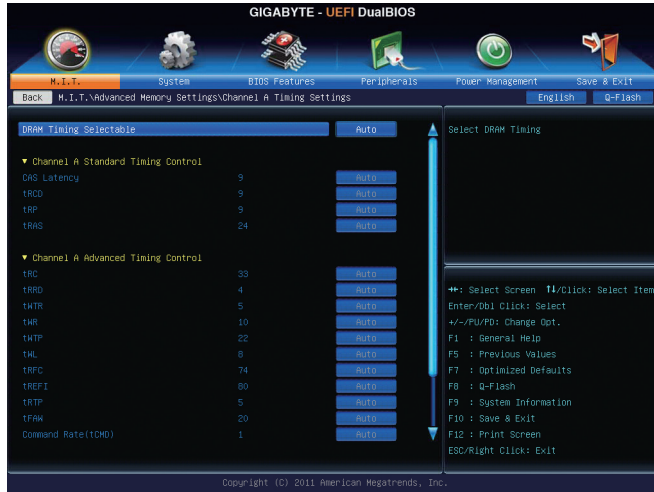 GIGABYTE - UEFI DualBIOS
M.I.T. System BIOS Features Peripherals Power Management Save & Exit
Back M.I.T.\Advanced Memory Settings\Channel A Timing Settings English Q-Flash
DRAM Timing Selectable Auto
▼ Channel A Standard Timing Control
CAS Latency 9 Auto
tRCD 9 Auto
tRP 9 Auto
tRAS 24 Auto
▼ Channel A Advanced Timing Control
tRC 33 Auto
tRRD 4 Auto
tWTR 5 Auto
tWR 10 Auto
tWTP 22 Auto
tWL 8 Auto
tRFC 74 Auto
tREFI 80 Auto
tRTP 5 Auto
tFAW 20 Auto
Command Rate(tCMD) 1 Auto
Select DRAM Timing
↔: Select Screen ↑↓/Click: Select Item
Enter/Dbl Click: Select
+/-/PU/PD: Change Opt.
F1 : General Help
F5 : Previous Values
F7 : Optimized Defaults
F8 : Q-Flash
F9 : System Information
F10 : Save & Exit
F12 : Print Screen
ESC/Right Click: Exit
Copyright (C) 2011 American Megatrends, Inc.